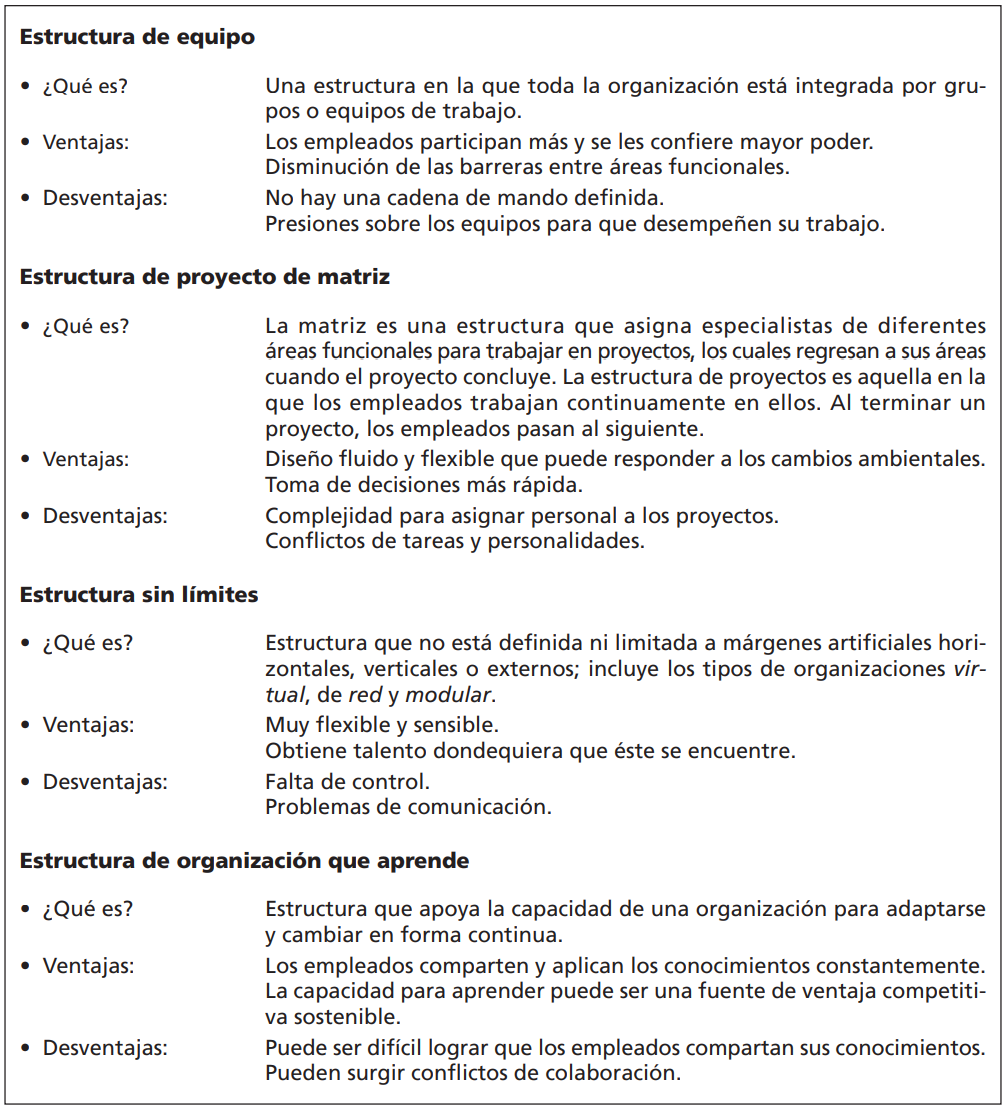 Estructura de equipo
• ¿Qué es? Una estructura en la que toda la organización está integrada por gru-
pos o equipos de trabajo.
• Ventajas: Los empleados participan más y se les confiere mayor poder.
Disminución de las barreras entre áreas funcionales.
• Desventajas: No hay una cadena de mando definida.
Presiones sobre los equipos para que desempeñen su trabajo.
Estructura de proyecto de matriz
• ¿Qué es? La matriz es una estructura que asigna especialistas de diferentes
áreas funcionales para trabajar en proyectos, los cuales regresan a sus áreas
cuando el proyecto concluye. La estructura de proyectos es aquella en la
que los empleados trabajan continuamente en ellos. Al terminar un
proyecto, los empleados pasan al siguiente.
• Ventajas: Diseño fluido y flexible que puede responder a los cambios ambientales.
Toma de decisiones más rápida.
• Desventajas: Complejidad para asignar personal a los proyectos.
Conflictos de tareas y personalidades.
Estructura sin límites
• ¿Qué es? Estructura que no está definida ni limitada a márgenes artificiales hori-
zontales, verticales o externos; incluye los tipos de organizaciones vir-
tual, de red y modular.
• Ventajas: Muy flexible y sensible.
Obtiene talento dondequiera que éste se encuentre.
• Desventajas: Falta de control.
Problemas de comunicación.
Estructura de organización que aprende
• ¿Qué es? Estructura que apoya la capacidad de una organización para adaptarse
y cambiar en forma continua.
• Ventajas: Los empleados comparten y aplican los conocimientos constantemente.
La capacidad para aprender puede ser una fuente de ventaja competiti-
va sostenible.
• Desventajas: Puede ser difícil lograr que los empleados compartan sus conocimientos.
Pueden surgir conflictos de colaboración.